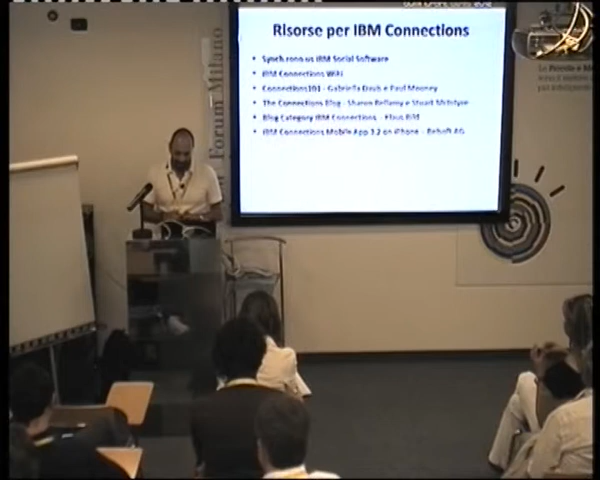 Risorse per IBM Connections
Synch.rono.us IBM Social Software
IBM Connections WIKI
Connections101 - Gabriella Davis e Paul Mooney
The Connections Blog - Sharon Bellamy e Stuart McIntyre
Blog Category IBM Connections - Klaus Bild
IBM Connections Mobile App 3.2 on iPhone - Beliott AG
Forum Milano